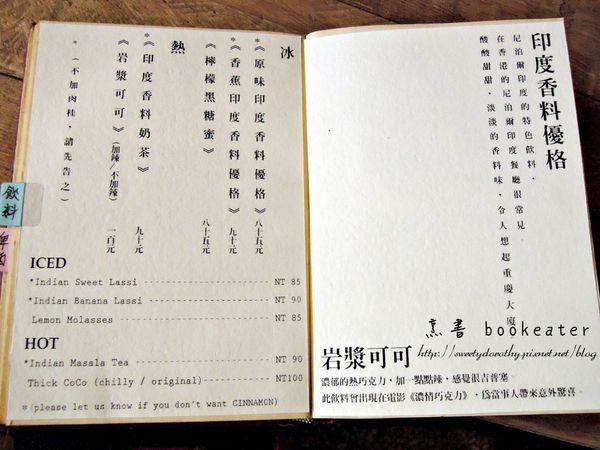 冰
*《原味印度香料優格》 八十五元
*《香蕉印度香料優格》 九十元
《檸檬黑糖蜜》 八十五元
熱
*《印度香料奶茶》 九十元
《岩漿可可》(加辣/不加辣) 一百元
*(不加肉桂,請先告之)
飲料
ICED
*Indian Sweet Lassi ---------------------- NT 85
*Indian Banana Lassi --------------------- NT 90
Lemon Molasses --------------------------- NT 85
HOT
*Indian Masala Tea ----------------------- NT 90
Thick CoCo (chilly / original)------------ NT100
*(please let us know if you don't want CINNAMON)
印度香料優格
尼泊爾印度的特色飲料,
在香港的尼泊爾印度餐廳很常見
酸酸甜甜,淡淡的香料味,令人想起重慶大廈
烹書 bookeater
http://sweetydorothy.pixnet.net/blog
岩漿可可
濃郁的熱巧克力,加一點點辣,感覺很吉普塞。
此飲料曾出現在電影《濃情巧克力》,為當事人帶來意外驚喜